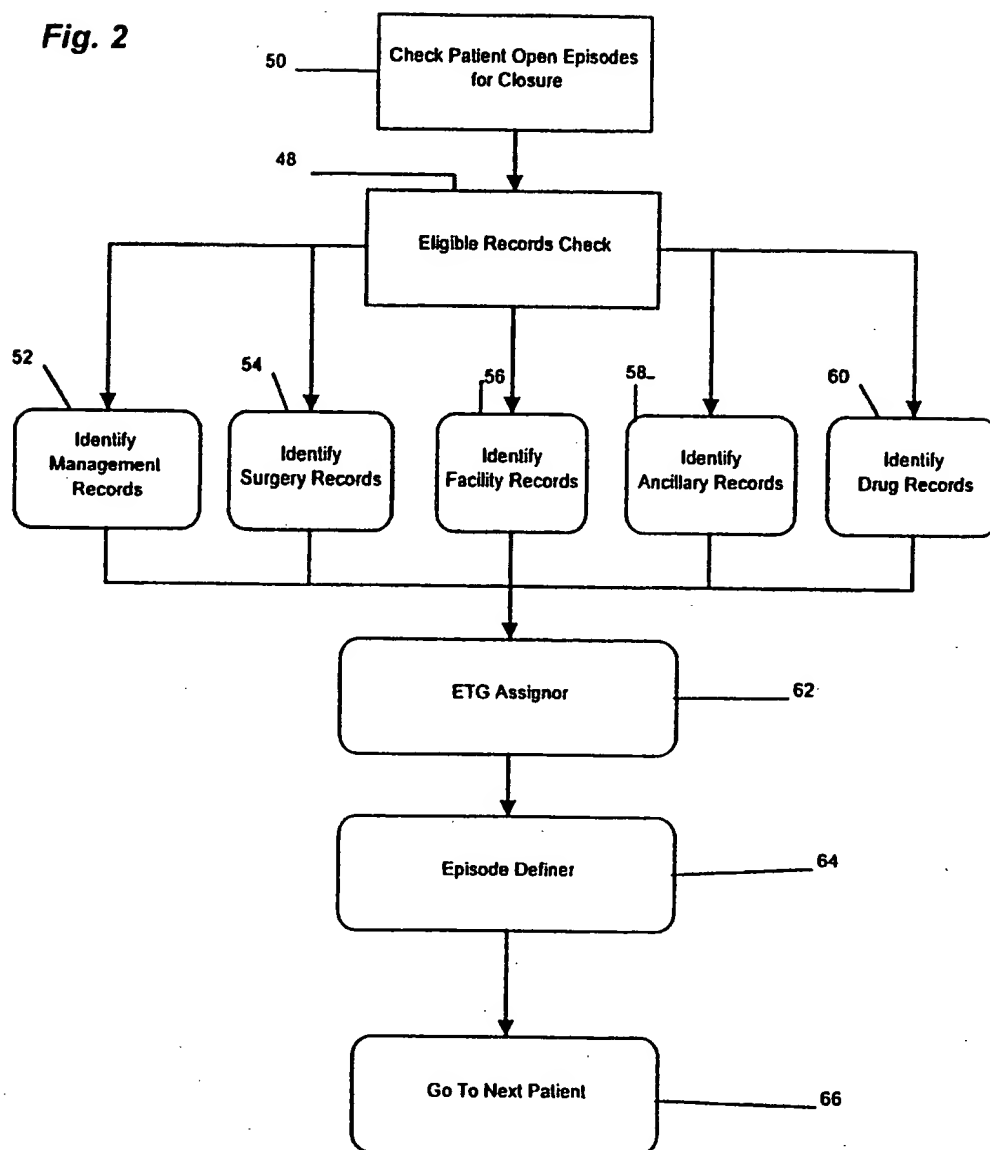 Fig. 2
50
Check Patient Open Episodes
for Closure
48
Eligible Records Check
52
54
56
58
60
Identify
Management
Records
Identify
Surgery Records
Identify
Facility Records
Identify
Ancillary Records
Identify
Drug Records
ETG Assignor
62
Episode Definer
64
Go To Next Patient
66